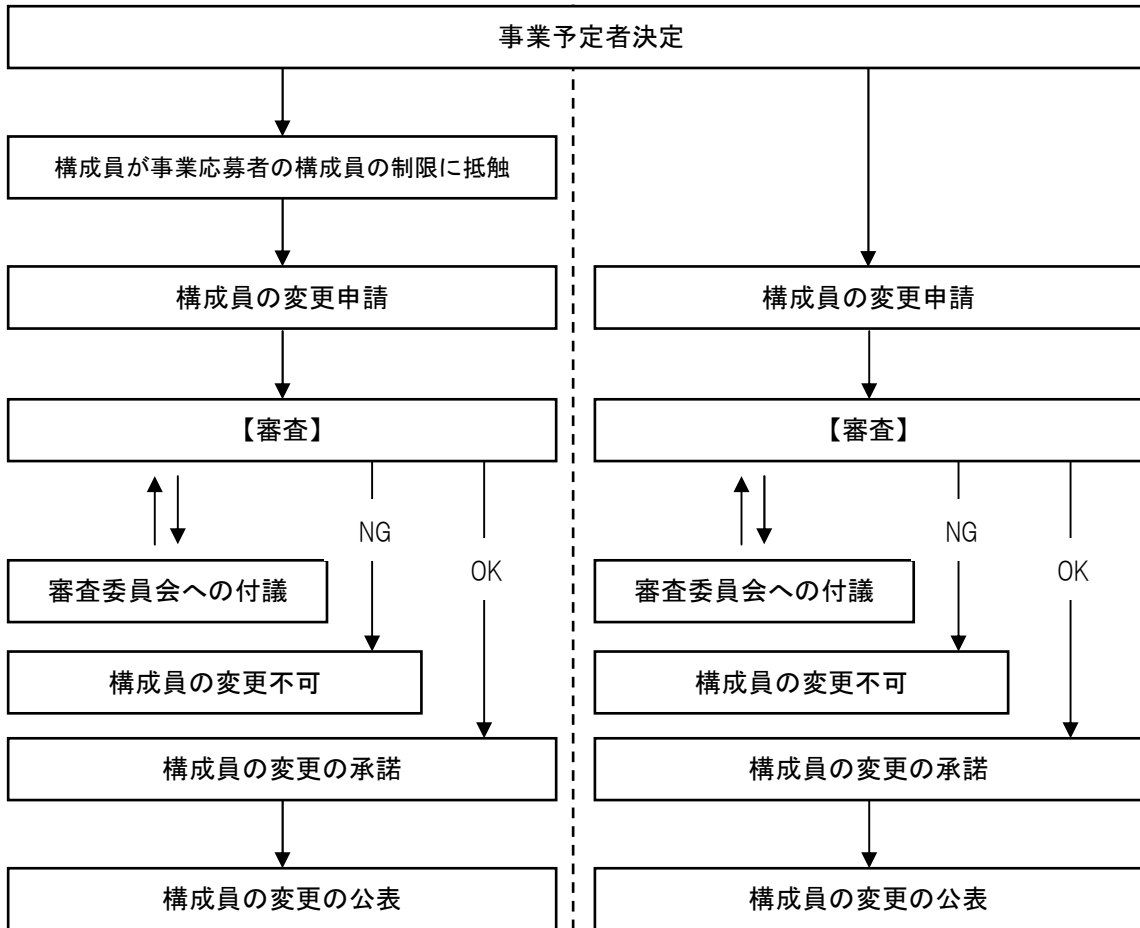 事業予定者決定
構成員が事業応募者の構成員の制限に抵触
構成員の変更申請
【審査】
NG
OK
審査委員会への付議
構成員の変更不可
構成員の変更の承諾
構成員の変更の公表
構成員の変更申請
【審査】
NG
OK
審査委員会への付議
構成員の変更不可
構成員の変更の承諾
構成員の変更の公表